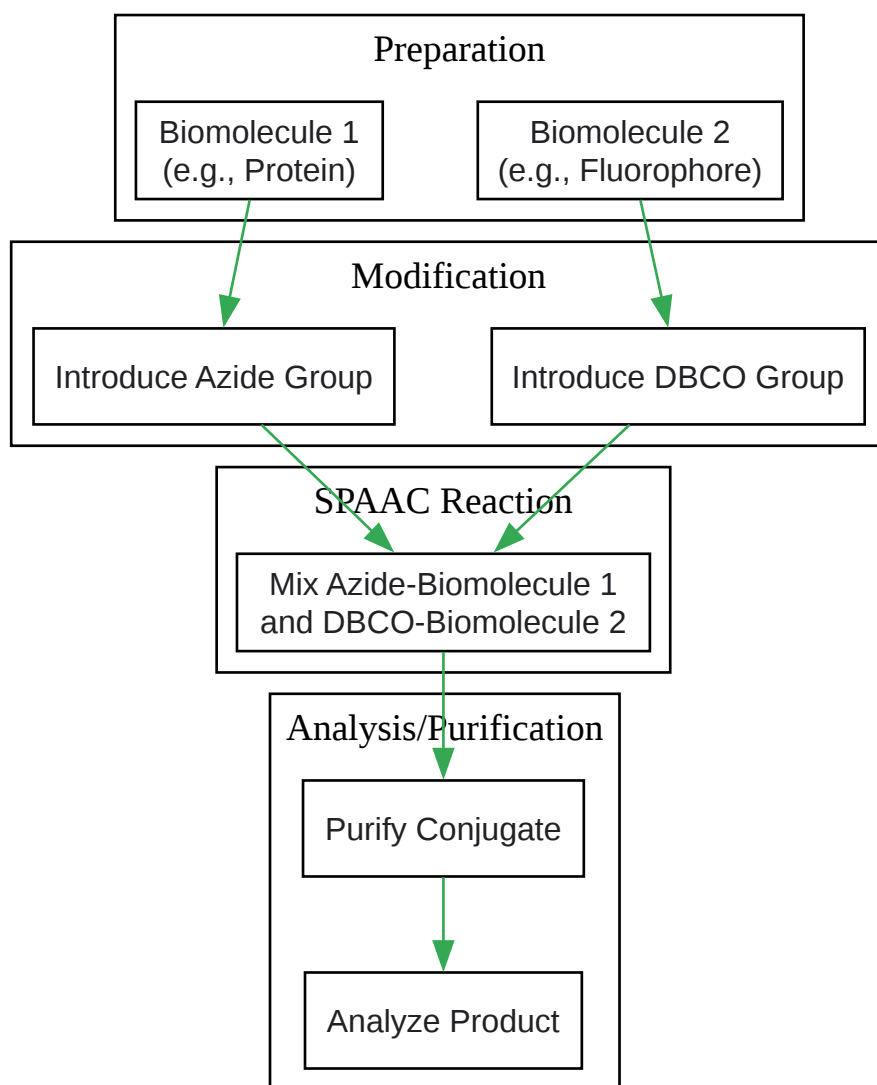 Preparation
Biomolecule 1
(e.g., Protein)
Biomolecule 2
(e.g., Fluorophore)
Modification
Introduce Azide Group
Introduce DBCO Group
SPAAC Reaction
Mix Azide-Biomolecule 1
and DBCO-Biomolecule 2
Analysis/Purification
Purify Conjugate
Analyze Product